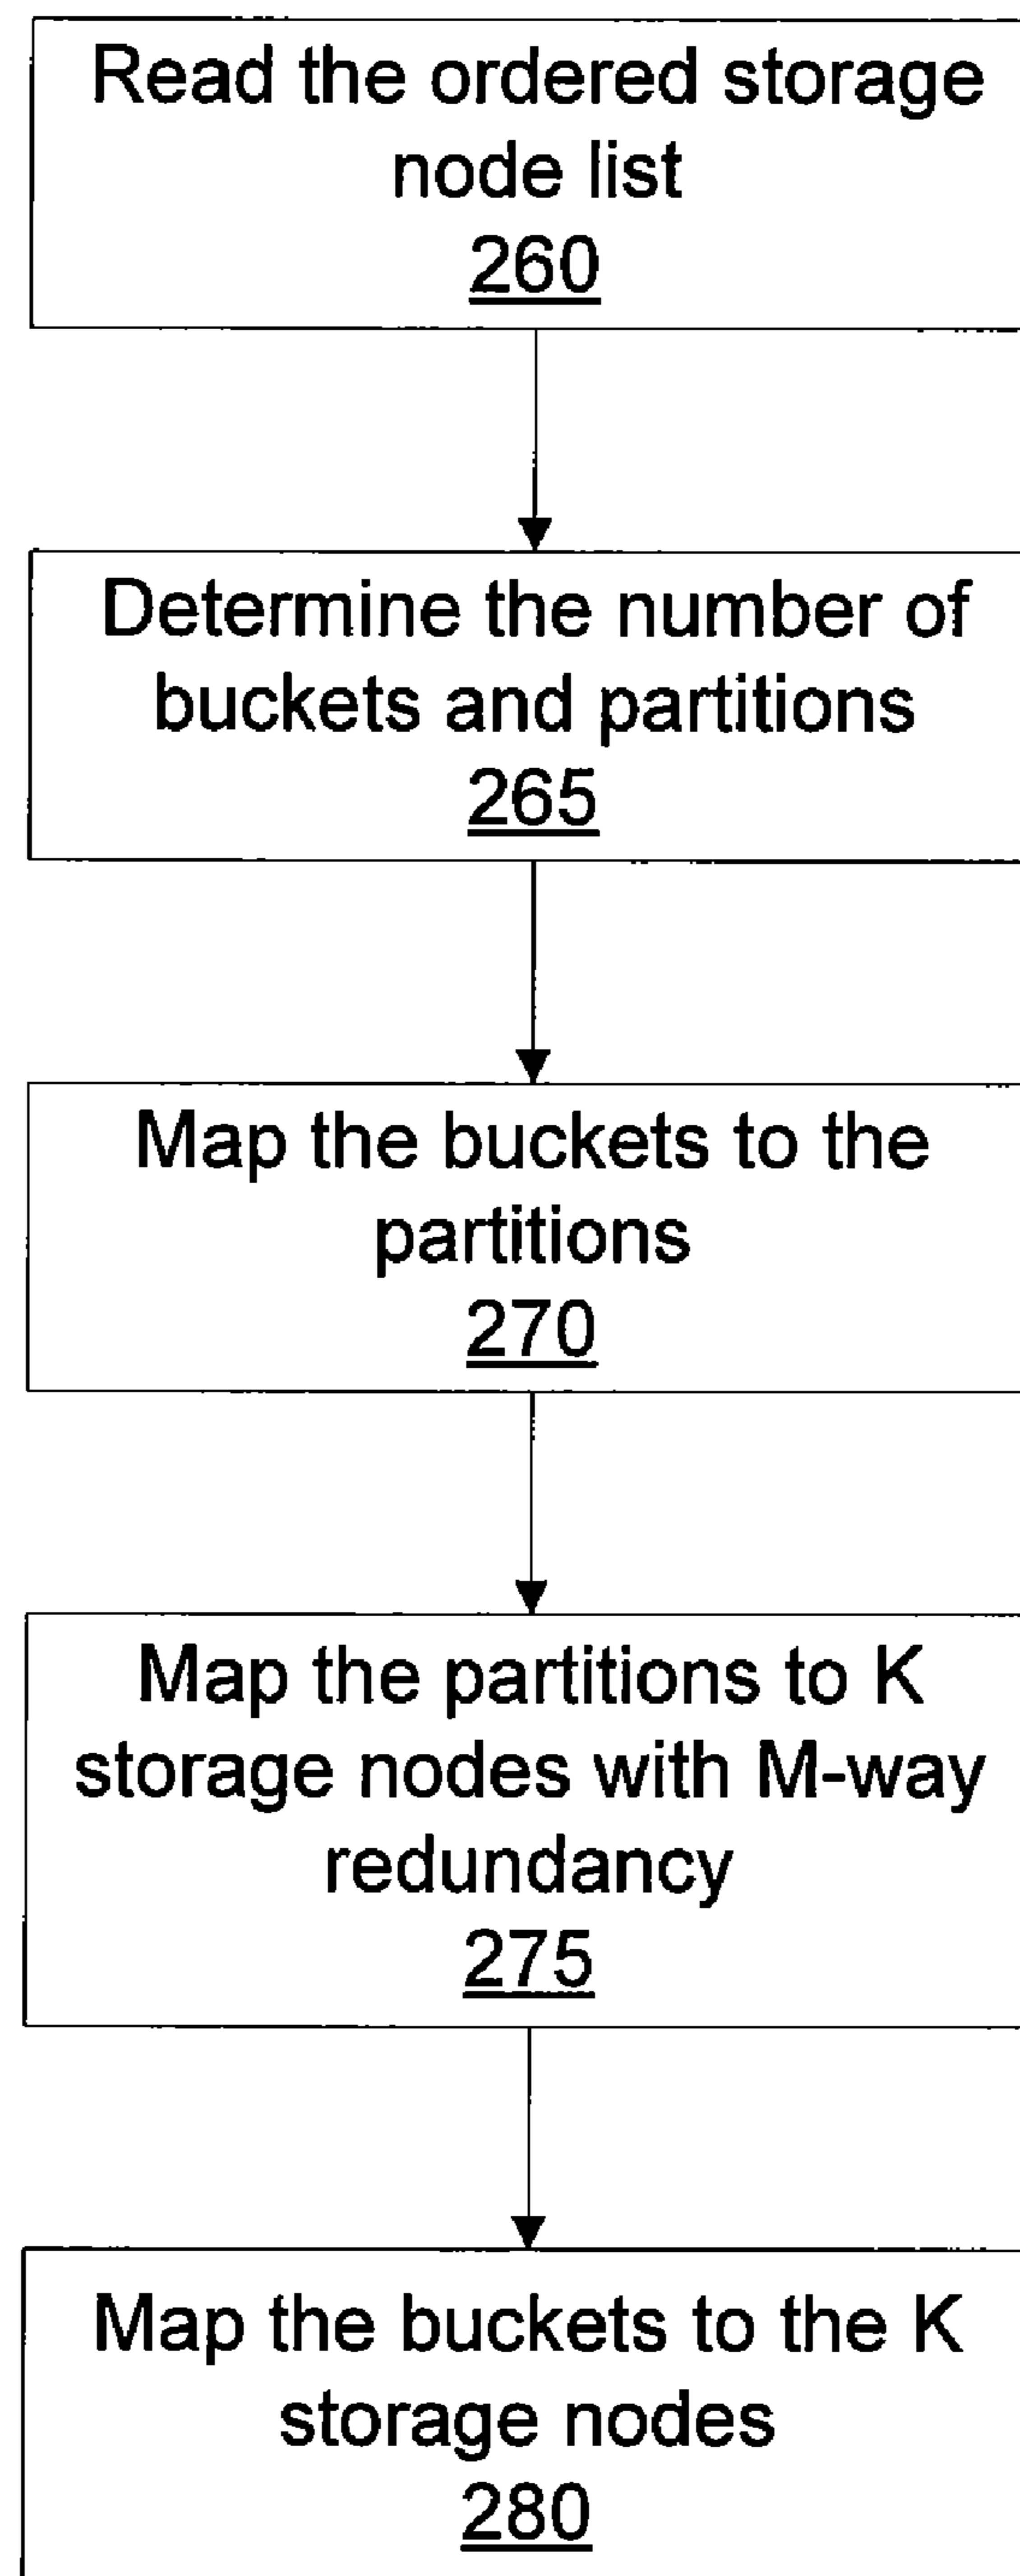 Read the ordered storage
node list
260
Determine the number of
buckets and partitions
265
Map the buckets to the
partitions
270
Map the partitions to K
storage nodes with M-way
redundancy
275
Map the buckets to the K
storage nodes
280